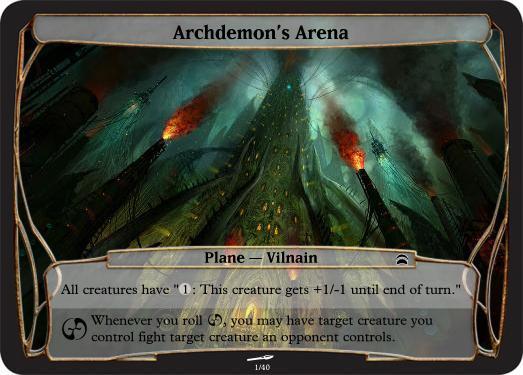 Archdemon's Arena
Plane — Vilnain
All creatures have "1: This creature gets +1/-1 until end of turn."
Whenever you roll , you may have target creature you
control fight target creature an opponent controls.
1/40